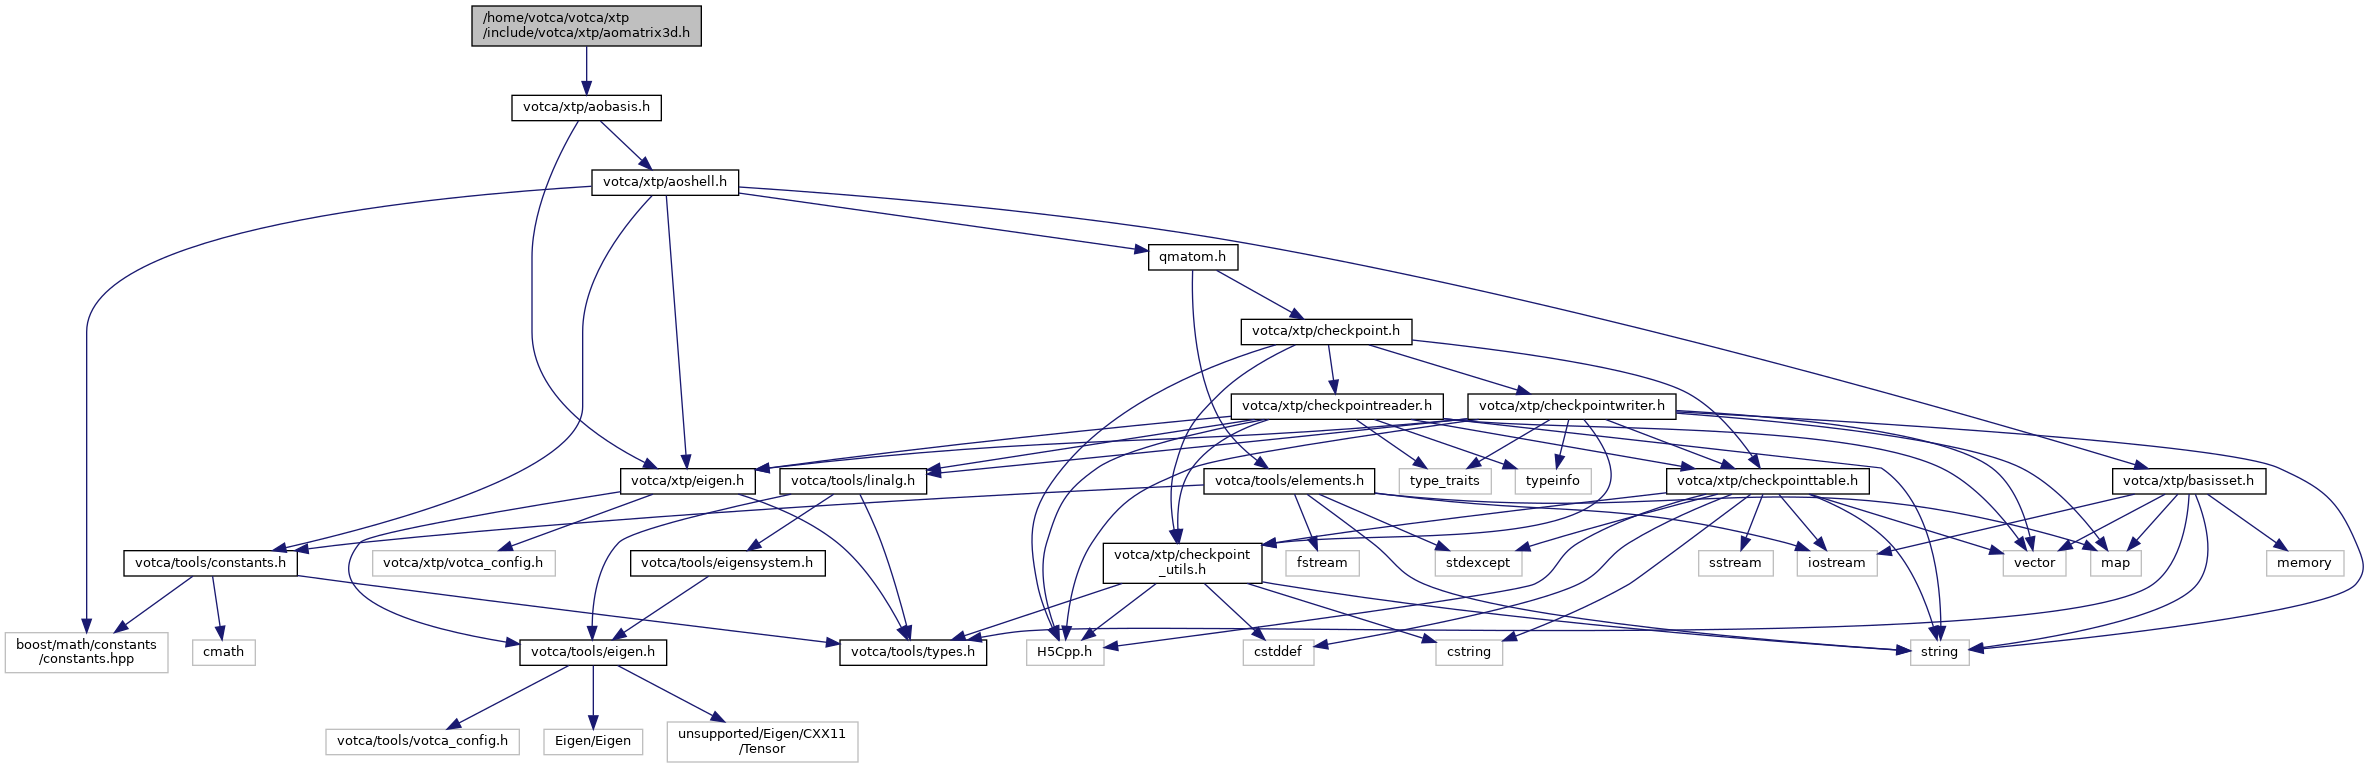 /home/votca/votca/xtp
/include/votca/xtp/aomatrix3d.h
votca/xtp/aobasis.h
votca/xtp/aoshell.h
qmatom.h
votca/xtp/checkpoint.h
votca/xtp/checkpointreader.h
votca/xtp/checkpointwriter.h
votca/xtp/eigen.h
votca/tools/linalg.h
votca/tools/elements.h
type_traits
typeinfo
votca/xtp/checkpointtable.h
votca/xtp/basisset.h
votca/tools/constants.h
votca/xtp/votca_config.h
votca/tools/eigensystem.h
votca/xtp/checkpoint
_utils.h
fstream
stdexcept
sstream
iostream
vector
map
memory
boost/math/constants
/constants.hpp
cmath
votca/tools/eigen.h
votca/tools/types.h
H5Cpp.h
cstddef
cstring
string
votca/tools/votca_config.h
Eigen/Eigen
unsupported/Eigen/CXX11
/Tensor